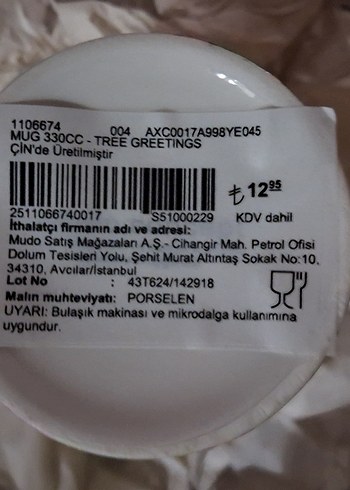 1106674 004 AXC0017A998YE045
MUG 330CC - TREE GREETINGS
ÇİN'de Üretilmiştir
₺ 1295
2511066740017 S51000229 KDV dahil
İthalatçı firmanın adı ve adresi:
Mudo Satış Mağazaları A.Ş.- Cihangir Mah. Petrol Ofisi
Dolum Tesisleri Yolu, Şehit Murat Altıntaş Sokak No:10,
34310, Avcılar/İstanbul
Lot No : 43T624/142918
Malın muhteviyatı: PORSELEN
UYARI: Bulaşık makinası ve mikrodalga kullanımına
uygundur.